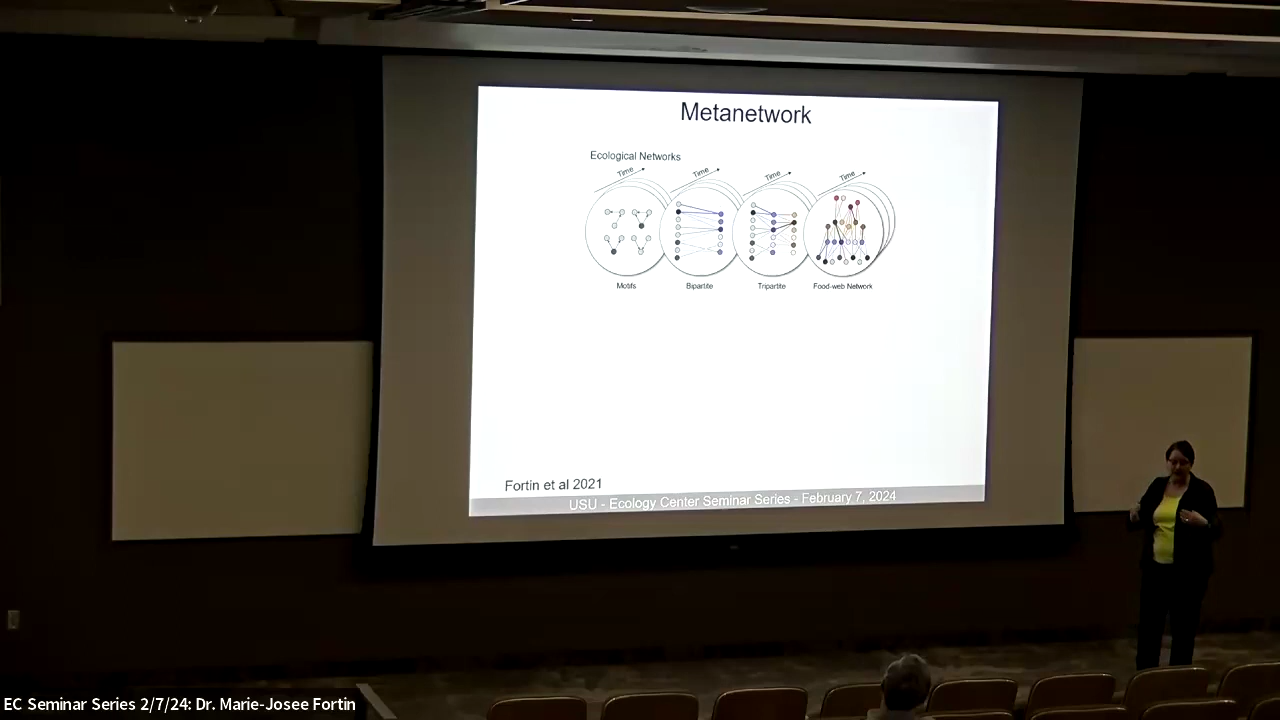 Metanetwork
Ecological Networks
Time Time Time Time
Motifs Bipartite Tripartite Food-web Network
Fortin et al 2021
USU - Ecology Center Seminar Series - February 7, 2024
EC Seminar Series 2/7/24: Dr. Marie-Josee Fortin